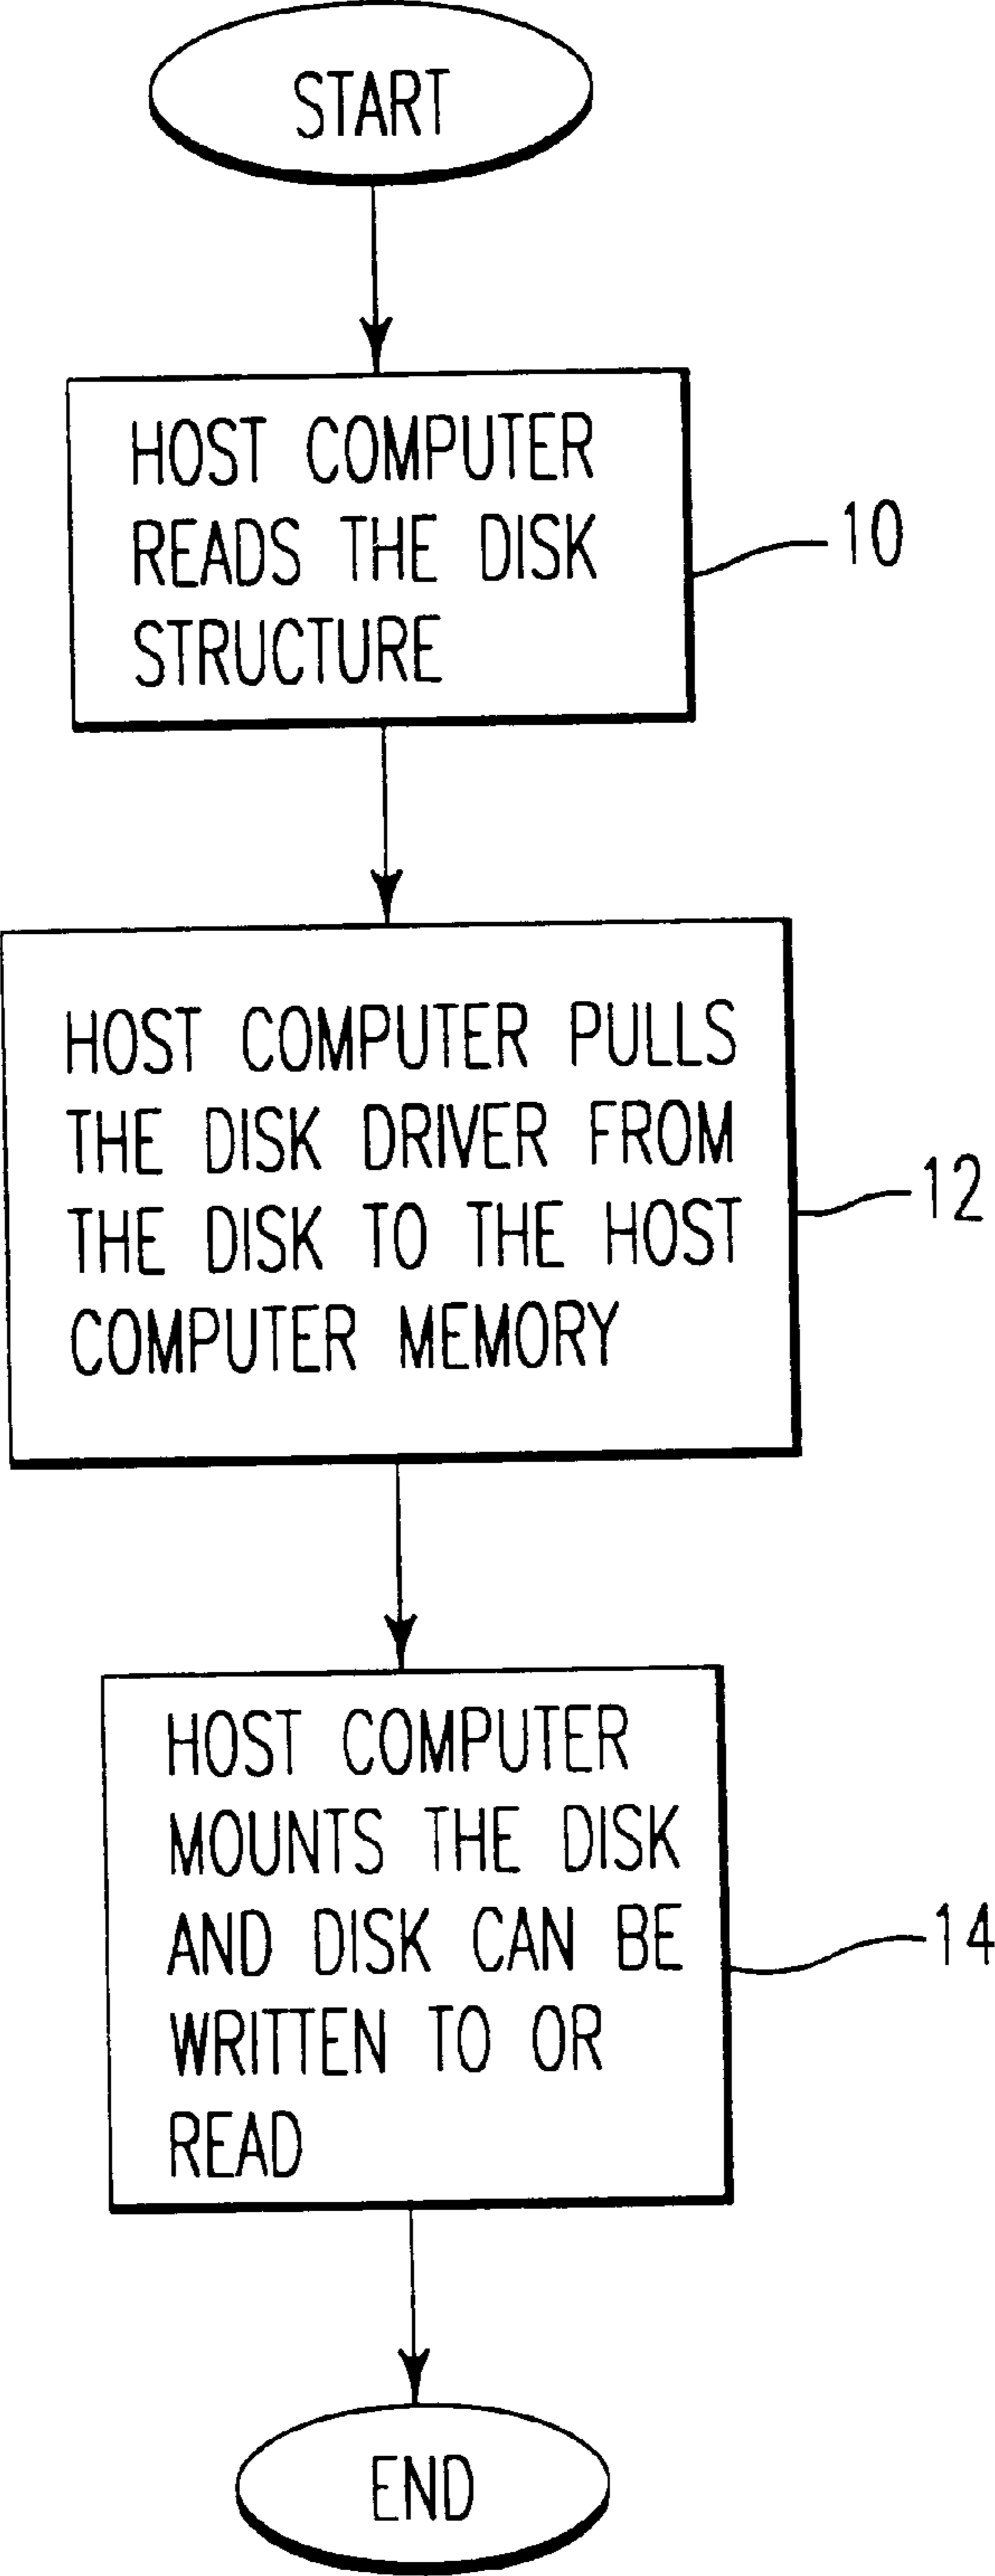 START
HOST COMPUTER
READS THE DISK
STRUCTURE
10
HOST COMPUTER PULLS
THE DISK DRIVER FROM
THE DISK TO THE HOST
COMPUTER MEMORY
12
HOST COMPUTER
MOUNTS THE DISK
AND DISK CAN BE
WRITTEN TO OR
READ
14
END